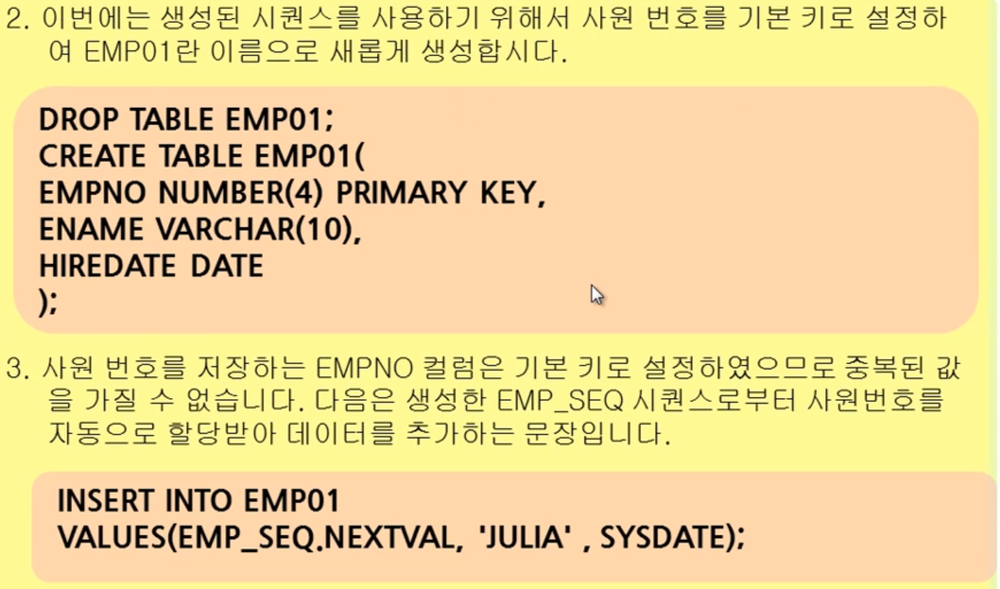 2. 이번에는 생성된 시퀀스를 사용하기 위해서 사원 번호를 기본 키로 설정하
여 EMP01란 이름으로 새롭게 생성합시다.
DROP TABLE EMP01;
CREATE TABLE EMP01(
EMPNO NUMBER(4) PRIMARY KEY,
ENAME VARCHAR(10),
HIREDATE DATE
);
3. 사원 번호를 저장하는 EMPNO 컬럼은 기본 키로 설정하였으므로 중복된 값
을 가질 수 없습니다. 다음은 생성한 EMP_SEQ 시퀀스로부터 사원번호를
자동으로 할당받아 데이터를 추가하는 문장입니다.
INSERT INTO EMP01
VALUES(EMP_SEQ.NEXTVAL, 'JULIA' , SYSDATE);